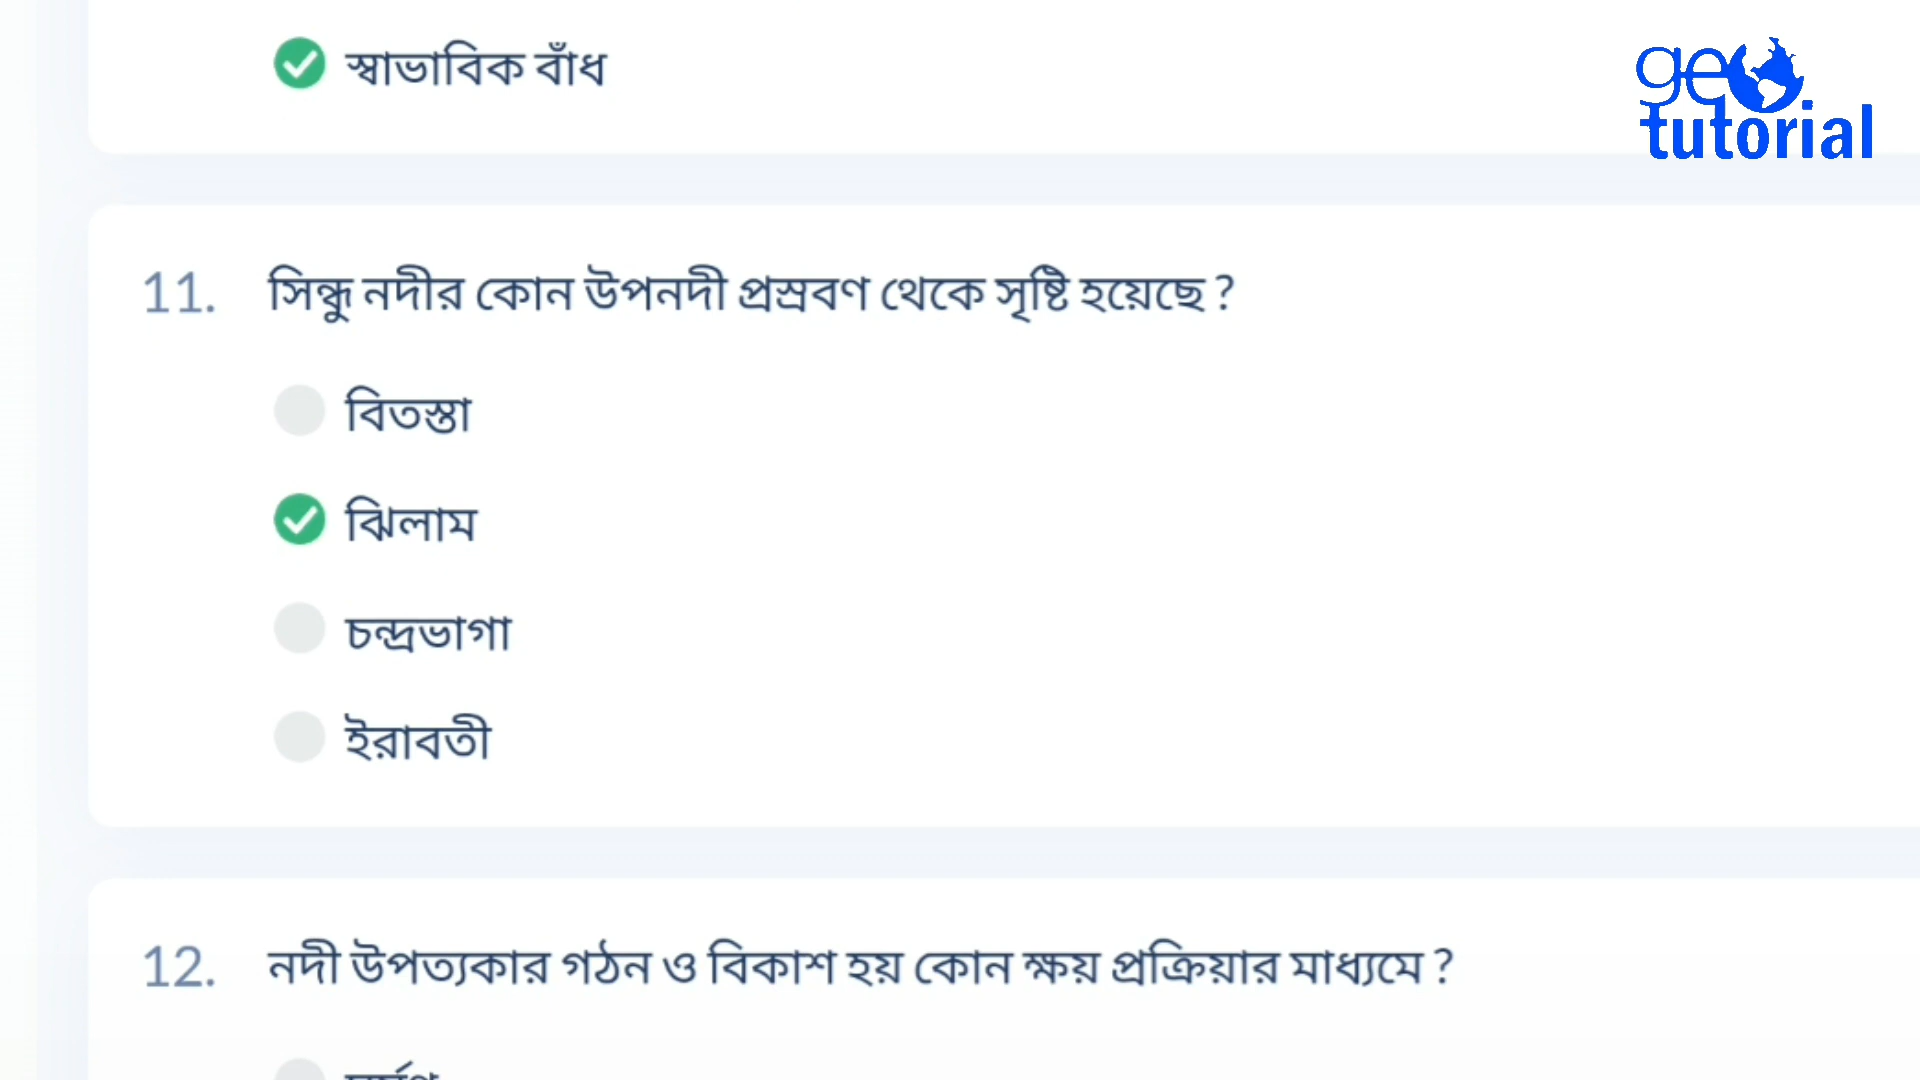 স্বাভাবিক বাঁধ
geo
tutorial
11. সিন্ধু নদীর কোন উপনদী প্রস্রবণ থেকে সৃষ্টি হয়েছে ?
বিতস্তা
ঝিলাম
চন্দ্রভাগা
ইরাবতী
12. নদী উপত্যকার গঠন ও বিকাশ হয় কোন ক্ষয় প্রক্রিয়ার মাধ্যমে ?